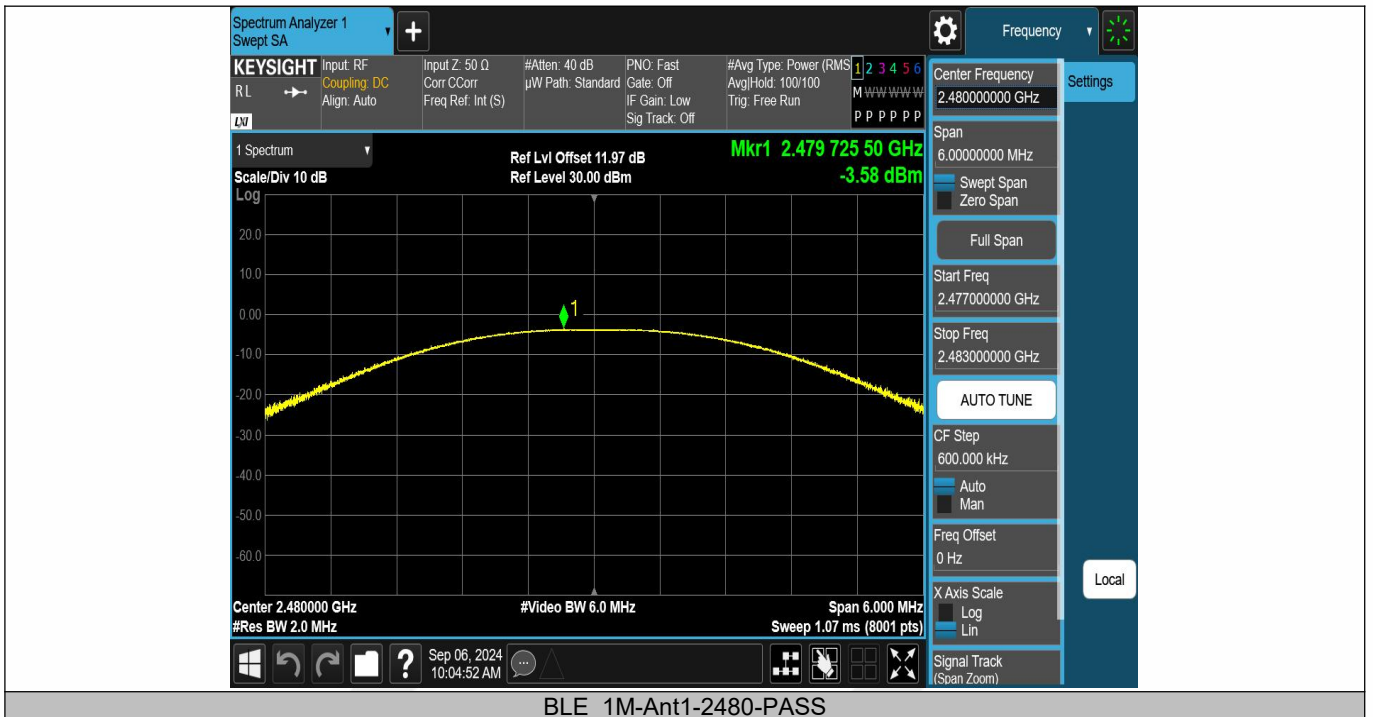 Spectrum Analyzer 1
Swept SA
+
Frequency
KEYSIGHT
RL
LXI
Input: RF
Coupling: DC
Align: Auto
Input Z: 50 Ω
Corr CCorr
Freq Ref: Int (S)
#Atten: 40 dB
µW Path: Standard
PNO: Fast
Gate: Off
IF Gain: Low
Sig Track: Off
#Avg Type: Power (RMS
Avg|Hold: 100/100
Trig: Free Run
1 2 3 4 5 6
M W W W W W
P P P P P P
1 Spectrum
Scale/Div 10 dB
Ref Lvl Offset 11.97 dB
Ref Level 30.00 dBm
Mkr1 2.479 725 50 GHz
-3.58 dBm
Log
20.0
10.0
0.00
-10.0
-20.0
-30.0
-40.0
-50.0
-60.0
1
Center 2.480000 GHz
#Res BW 2.0 MHz
#Video BW 6.0 MHz
Span 6.000 MHz
Sweep 1.07 ms (8001 pts)
Center Frequency
2.480000000 GHz
Settings
Span
6.00000000 MHz
Swept Span
Zero Span
Full Span
Start Freq
2.477000000 GHz
Stop Freq
2.483000000 GHz
AUTO TUNE
CF Step
600.000 kHz
Auto
Man
Freq Offset
0 Hz
X Axis Scale
Log
Lin
Local
Signal Track
(Span Zoom)
?
Sep 06, 2024
10:04:52 AM
BLE_1M-Ant1-2480-PASS